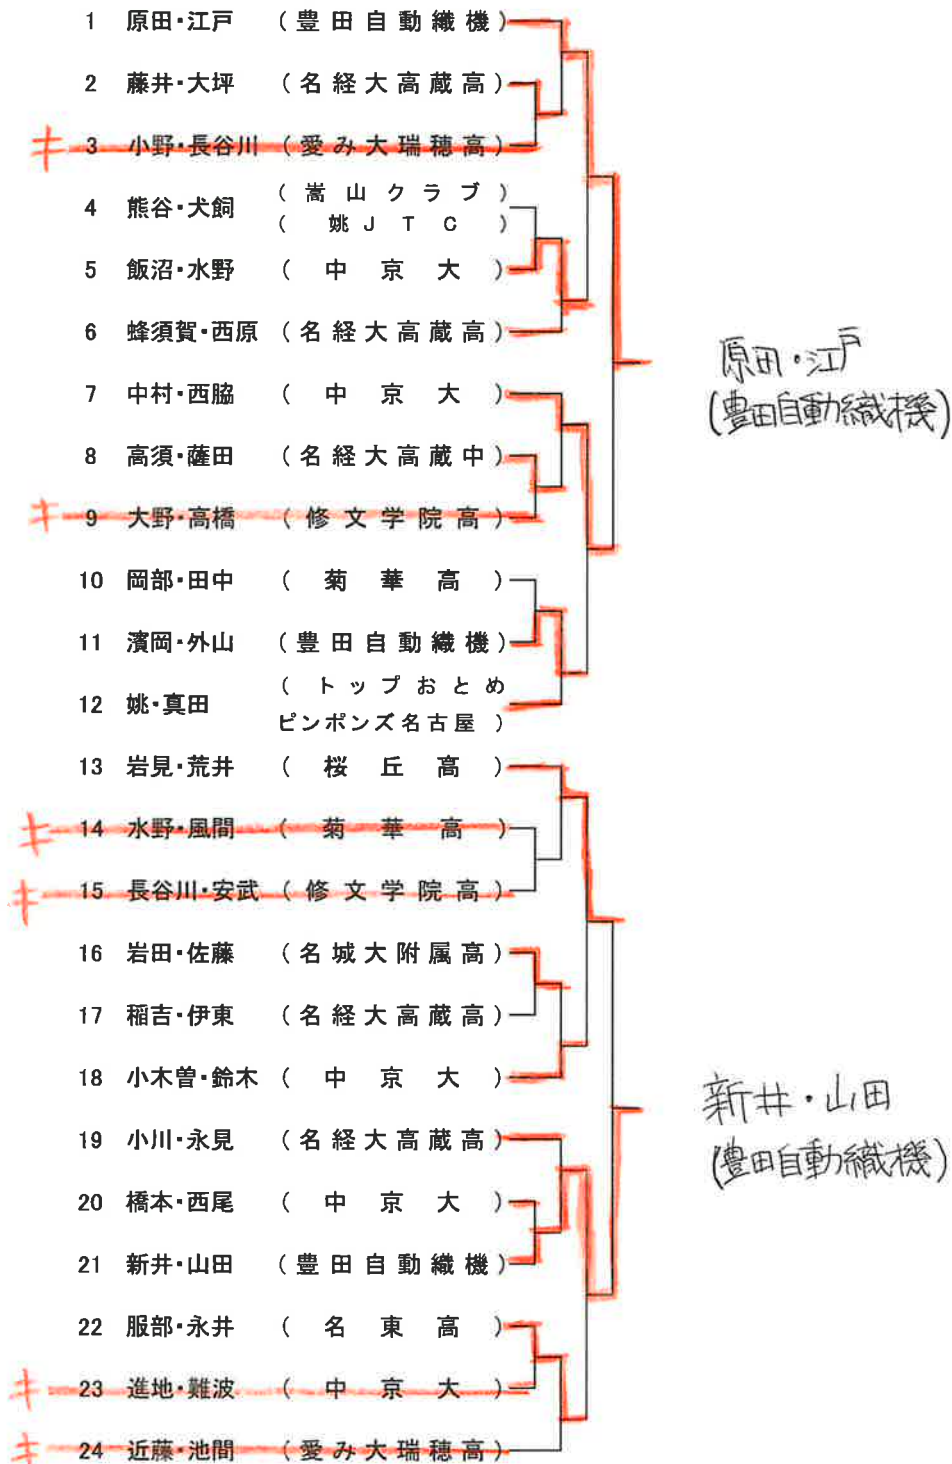 1 原田・江戸 (豊田自動織機)
2 藤井・大坪 (名経大高蔵高)
キ 3 小野・長谷川 (愛み大瑞穂高)
4 熊谷・犬飼 (嵩山クラブ)
(姚JTC)
5 飯沼・水野 (中京大)
6 蜂須賀・西原 (名経大高蔵高)
原田・江戸
(豊田自動織機)
7 中村・西脇 (中京大)
8 高須・薩田 (名経大高蔵中)
キ 9 大野・高橋 (修文学院高)
10 岡部・田中 (菊華高)
11 濱岡・外山 (豊田自動織機)
12 姚・真田 (トップおとめ
ピンポンズ名古屋)
13 岩見・荒井 (桜丘高)
キ 14 水野・風間 (菊華高)
キ 15 長谷川・安武 (修文学院高)
16 岩田・佐藤 (名城大附属高)
17 稲吉・伊東 (名経大高蔵高)
18 小木曽・鈴木 (中京大)
新井・山田
(豊田自動織機)
19 小川・永見 (名経大高蔵高)
20 橋本・西尾 (中京大)
21 新井・山田 (豊田自動織機)
22 服部・永井 (名東高)
キ 23 進地・難波 (中京大)
キ 24 近藤・池間 (愛み大瑞穂高)